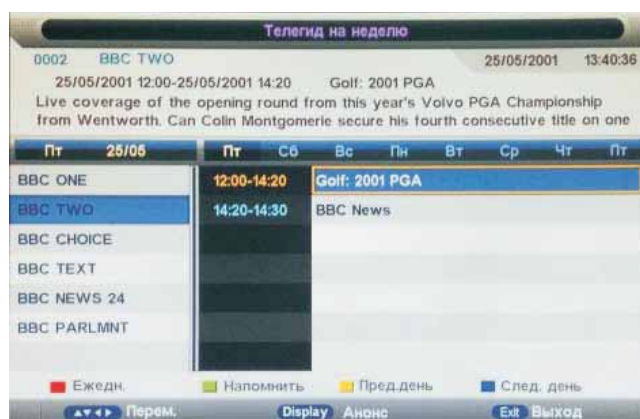 Телегид на неделю
0002 BBC TWO 25/05/2001 13:40:36
25/05/2001 12:00-25/05/2001 14:20 Golf: 2001 PGA
Live coverage of the opening round from this year's Volvo PGA Championship
from Wentworth. Can Colin Montgomerie secure his fourth consecutive title on one
Пт 25/05 Пт Сб Вс Пн Вт Ср Чт Пт
BBC ONE 12:00-14:20 Golf: 2001 PGA
BBC TWO 14:20-14:30 BBC News
BBC CHOICE
BBC TEXT
BBC NEWS 24
BBC PARLMNT
Ежедн. Напомнить Пред.день След. день
Перем. Display Анонс Exit Выход